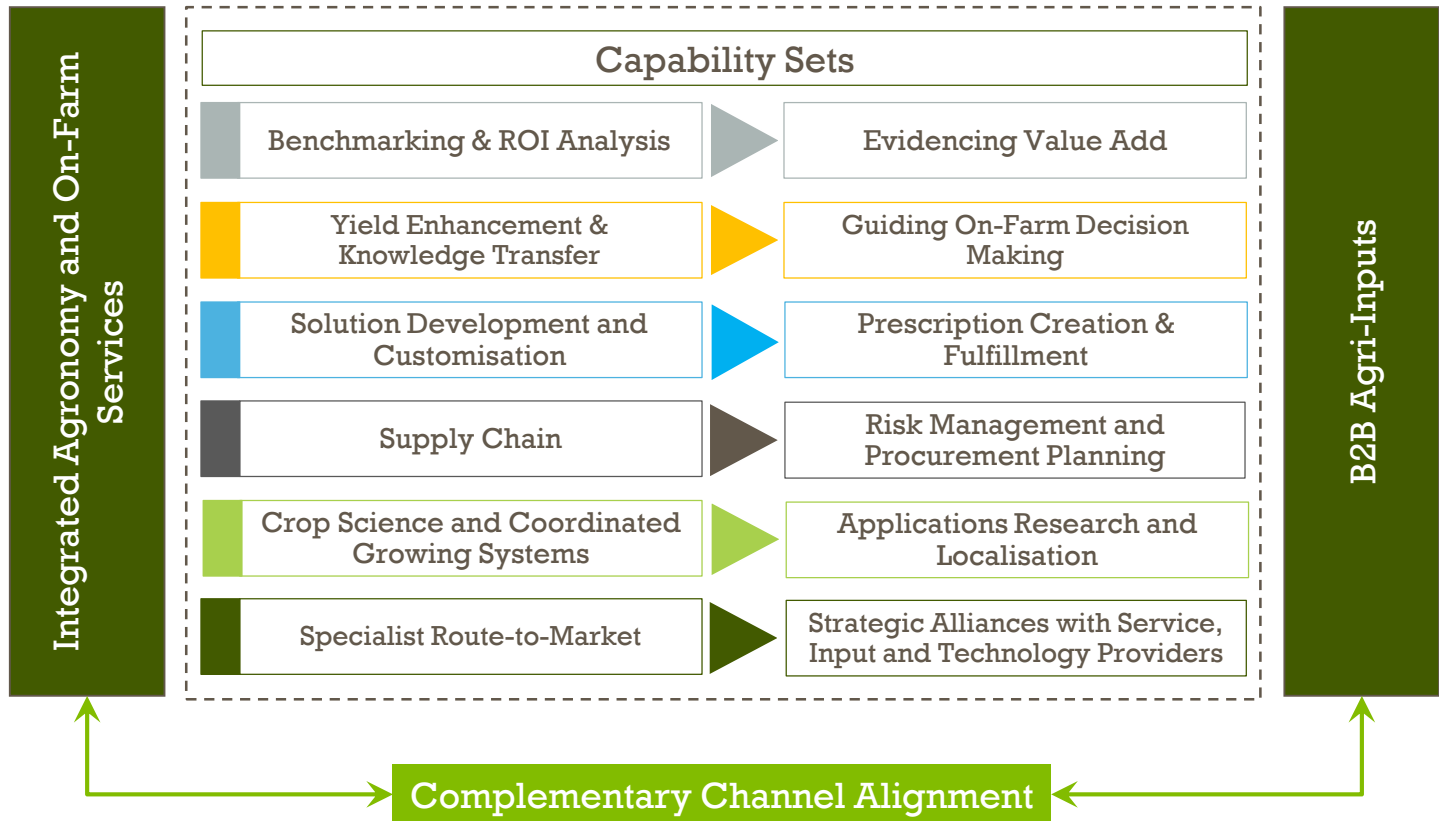 Integrated Agronomy and On-Farm
Services
Capability Sets
Benchmarking & ROI Analysis
Evidencing Value Add
Yield Enhancement &
Knowledge Transfer
Guiding On-Farm Decision
Making
Solution Development and
Customisation
Prescription Creation &
Fulfillment
Supply Chain
Risk Management and
Procurement Planning
Crop Science and Coordinated
Growing Systems
Applications Research and
Localisation
Specialist Route-to-Market
Strategic Alliances with Service,
Input and Technology Providers
B2B Agri-Inputs
Complementary Channel Alignment